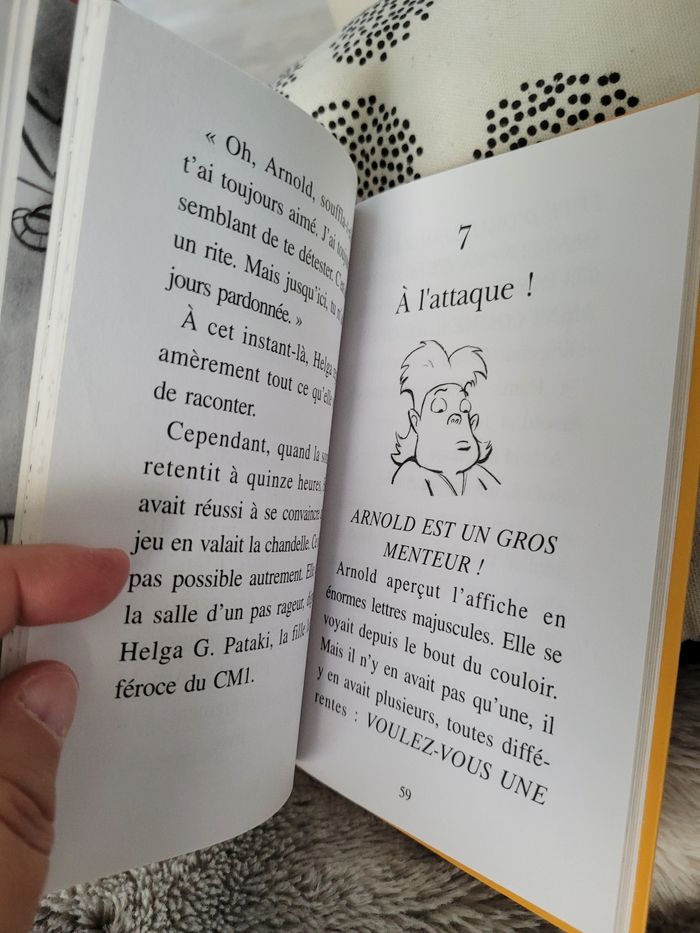 « Oh, Arnold,
t'ai toujours aimé. J'ai
semblant de te détester.
un rite. Mais jusqu'ici, tu
jours pardonnée. »
À cet instant-là, Helga
amèrement tout ce qu'elle
de raconter.
Cependant, quand la
retentit à quinze heures,
avait réussi à se convaincre
jeu en valait la chandelle.
pas possible autrement. Elle
la salle d'un pas rageur,
Helga G. Pataki, la fille
féroce du CM1.
7
À l'attaque !
ARNOLD EST UN GROS
MENTEUR !
Arnold aperçut l'affiche en
énormes lettres majuscules. Elle se
voyait depuis le bout du couloir.
Mais il n'y en avait pas qu'une, il
y en avait plusieurs, toutes diffé-
rentes : VOULEZ-VOUS UNE
59